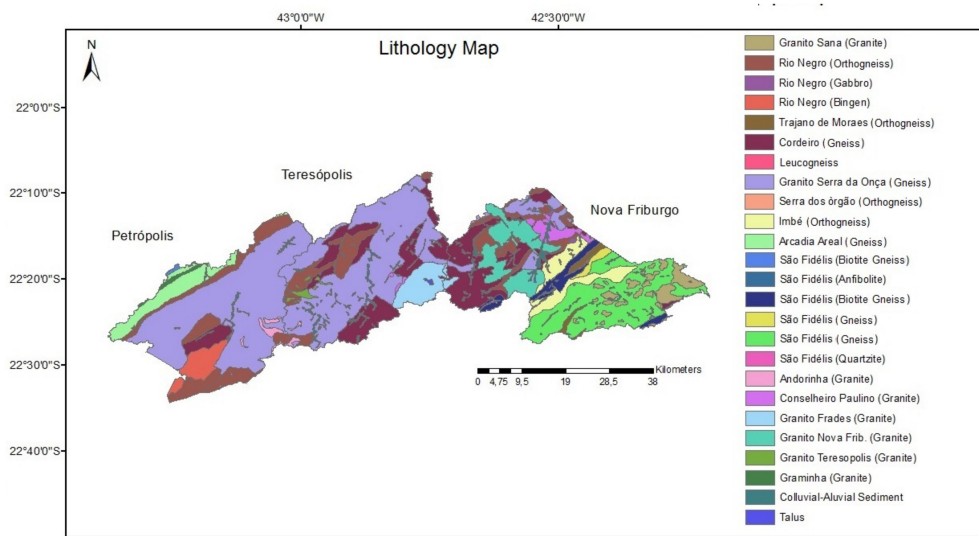 43°0'0"W
42°30'0"W
N
Lithology Map
22°0'0"S
22°10'0"S
22°20'0"S
22°30'0"S
22°40'0"S
Teresópolis
Petrópolis
Nova Friburgo
Kilometers
0 4,75 9,5 19 28,5 38
Granito Sana (Granite)
Rio Negro (Orthogneiss)
Rio Negro (Gabbro)
Rio Negro (Bingen)
Trajano de Moraes (Orthogneiss)
Cordeiro (Gneiss)
Leucogneiss
Granito Serra da Onça (Gneiss)
Serra dos órgão (Orthogneiss)
Imbé (Orthogneiss)
Arcadia Areal (Gneiss)
São Fidélis (Biotite Gneiss)
São Fidélis (Anfibolite)
São Fidélis (Biotite Gneiss)
São Fidélis (Gneiss)
São Fidélis (Gneiss)
São Fidélis (Quartzite)
Andorinha (Granite)
Conselheiro Paulino (Granite)
Granito Frades (Granite)
Granito Nova Frib. (Granite)
Granito Teresopolis (Granite)
Graminha (Granite)
Colluvial-Aluvial Sediment
Talus